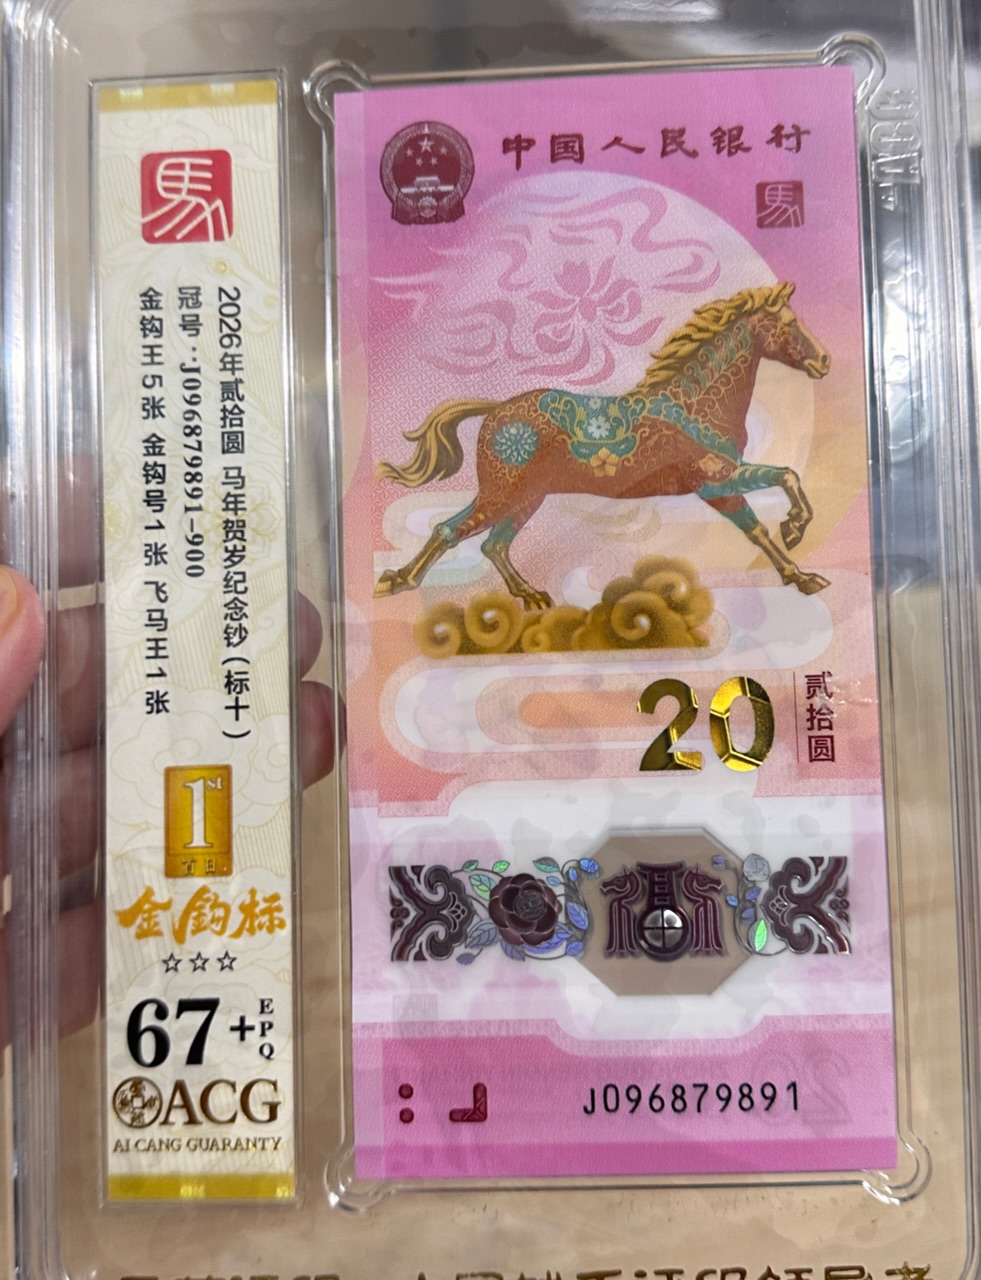 馬
2026年贰拾圆 马年贺岁纪念钞(标十)
冠号:J096879891-900
金钩王5张 金钩号1张 飞马王1张
1st
首日
金鈎标
67+
EPQ
ACG
AI CANG GUARANTY
中国人民银行
馬
20
贰拾圆
J096879891
ACG